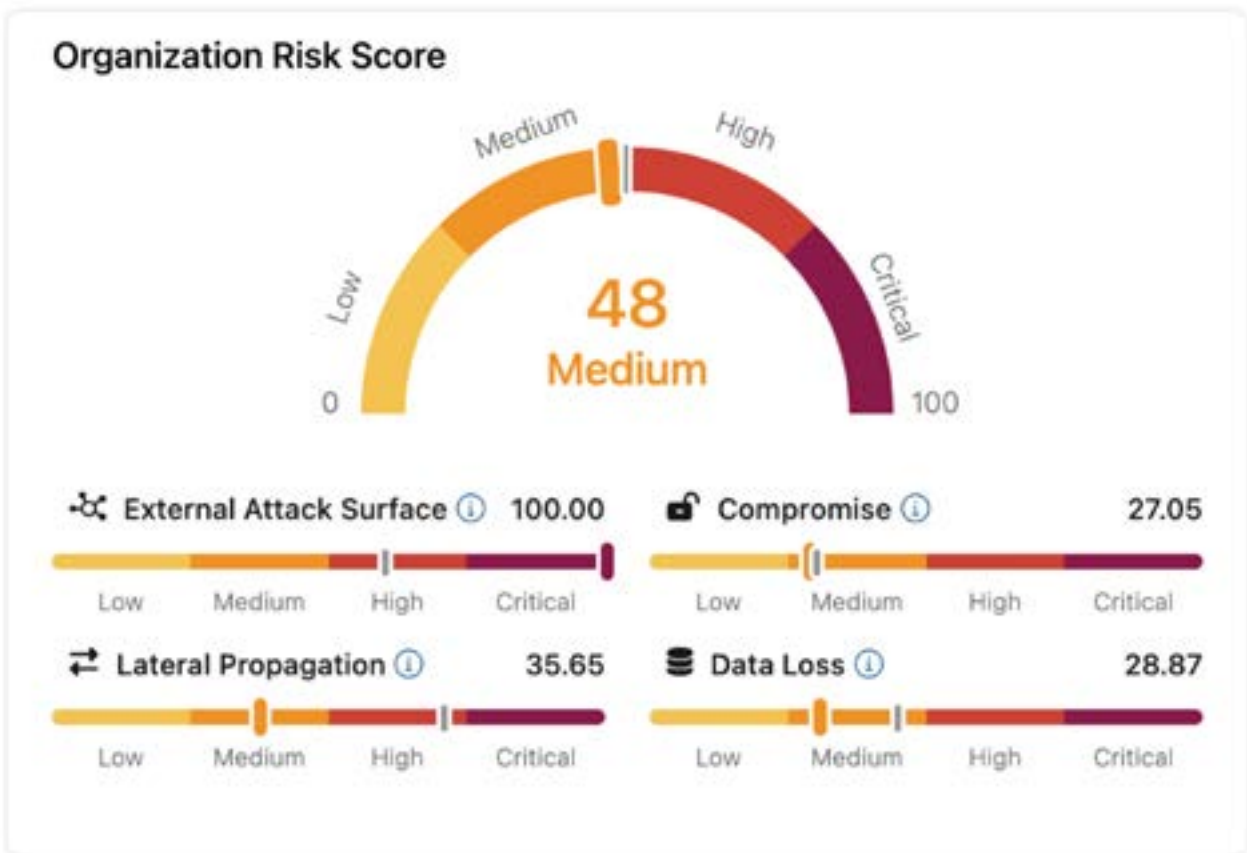 Organization Risk Score
Medium
High
Low
Critical
48
Medium
0
100
External Attack Surface 100.00
Low Medium High Critical
Compromise 27.05
Low Medium High Critical
Lateral Propagation 35.65
Low Medium High Critical
Data Loss 28.87
Low Medium High Critical